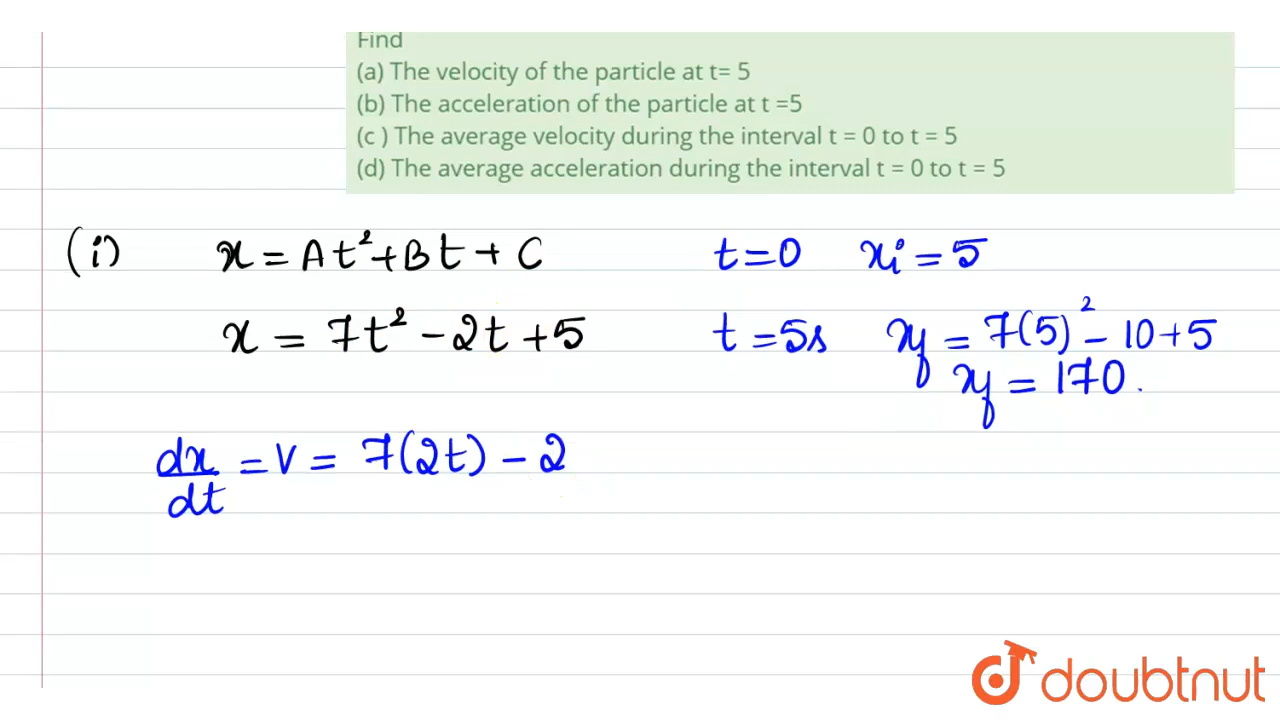 Find
(a) The velocity of the particle at t= 5
(b) The acceleration of the particle at t =5
(c ) The average velocity during the interval t = 0 to t = 5
(d) The average acceleration during the interval t = 0 to t = 5
(i) x = At² + Bt + C t = 0 xi = 5
x = 7t² - 2t + 5 t = 5s xf = 7(5)² - 10 + 5
xf = 170.
dx/dt = V = 7(2t) - 2
doubtnut